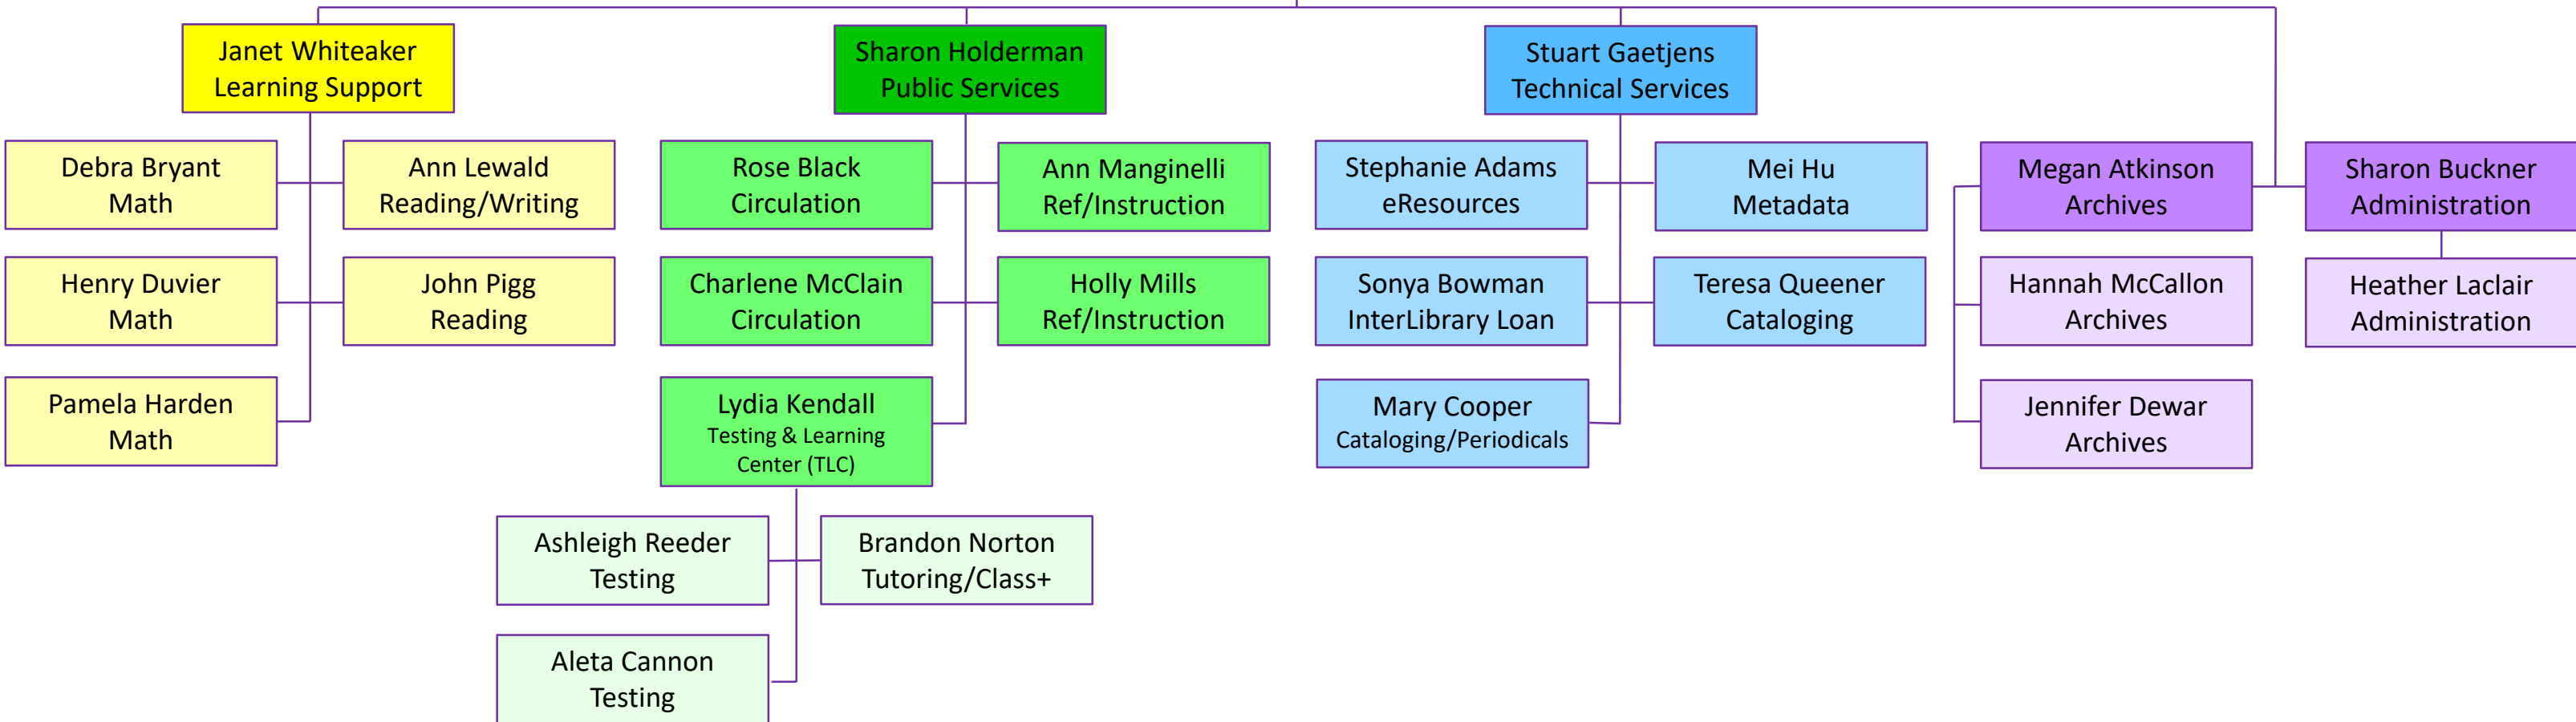 Janet Whiteaker
Learning Support
Sharon Holderman
Public Services
Stuart Gaetjens
Technical Services
Debra Bryant
Math
Ann Lewald
Reading/Writing
Rose Black
Circulation
Ann Manginelli
Ref/Instruction
Stephanie Adams
eResources
Mei Hu
Metadata
Megan Atkinson
Archives
Sharon Buckner
Administration
Henry Duvier
Math
John Pigg
Reading
Charlene McClain
Circulation
Holly Mills
Ref/Instruction
Sonya Bowman
InterLibrary Loan
Teresa Queener
Cataloging
Hannah McCallon
Archives
Heather Laclair
Administration
Pamela Harden
Math
Lydia Kendall
Testing & Learning
Center (TLC)
Mary Cooper
Cataloging/Periodicals
Jennifer Dewar
Archives
Ashleigh Reeder
Testing
Brandon Norton
Tutoring/Class+
Aleta Cannon
Testing